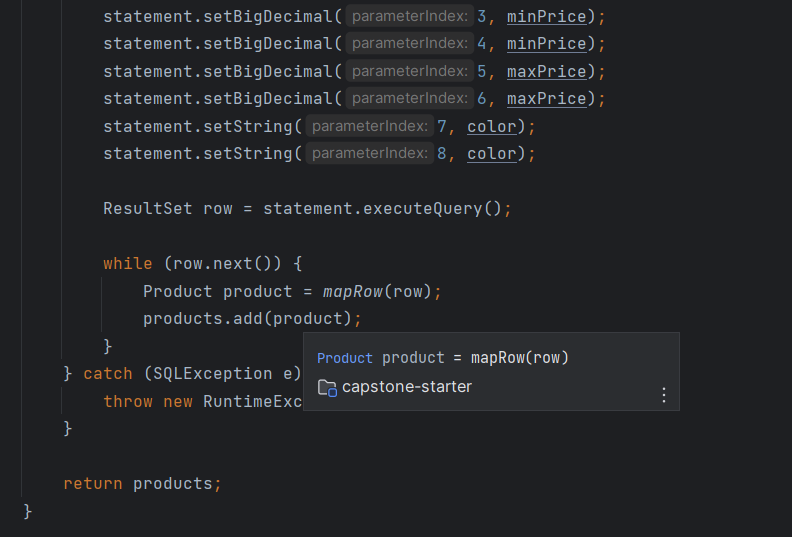 statement.setBigDecimal( parameterIndex: 3, minPrice);
statement.setBigDecimal( parameterIndex: 4, minPrice);
statement.setBigDecimal( parameterIndex: 5, maxPrice);
statement.setBigDecimal( parameterIndex: 6, maxPrice);
statement.setString( parameterIndex: 7, color);
statement.setString( parameterIndex: 8, color);
ResultSet row = statement.executeQuery();
while (row.next()) {
Product product = mapRow(row);
products.add(product);
}
} catch (SQLException e)
throw new RuntimeExc
}
return products;
}
Product product = mapRow(row)
capstone-starter